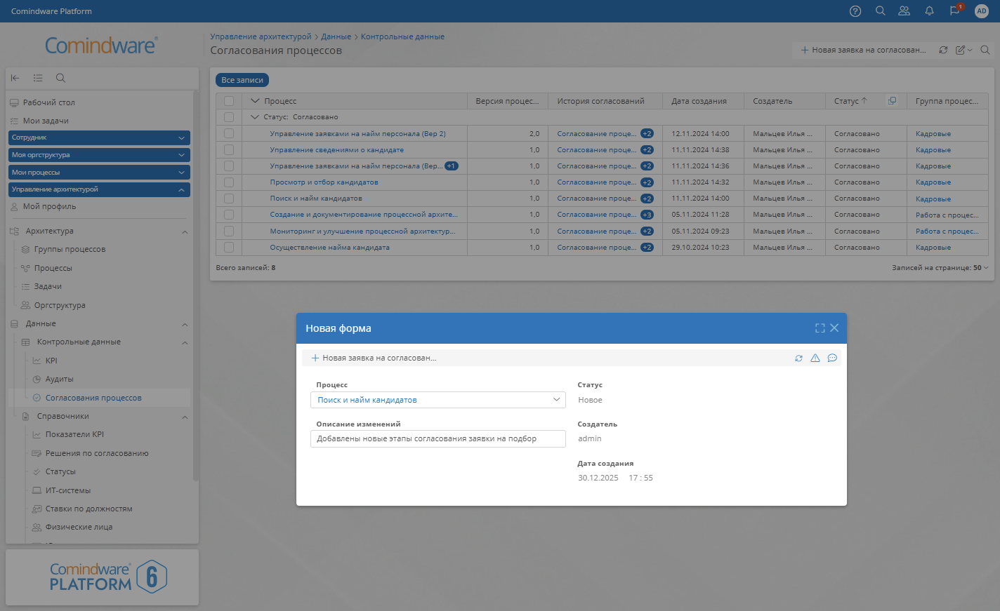 Comindware Platform
1
AD
Comindware®
Управление архитектурой > Данные > Контрольные данные
Согласования процессов
Новая заявка на согласован...
Рабочий стол
Мои задачи
Сотрудник
Моя оргструктура
Мои процессы
Управление архитектурой
Мой профиль
Архитектура
Группы процессов
Процессы
Задачи
Оргструктура
Данные
Контрольные данные
KPI
Аудиты
Согласования процессов
Справочники
Показатели KPI
Решения по согласованию
Статусы
ИТ-системы
Ставки по должностям
Физические лица
Comindware®
PLATFORM 6
Все записи
Процесс Версия процес... История согласований Дата создания Создатель Статус Группа процес...
Статус: Согласовано
Управление заявками на найм персонала (Вер 2) 2,0 Согласование проце... +2 12.11.2024 14:00 Мальцев Илья ... Согласовано Кадровые
Управление сведениями о кандидате 1,0 Согласование проце... +2 11.11.2024 14:38 Мальцев Илья ... Согласовано Кадровые
Управление заявками на найм персонала (Вер... +1 1,0 Согласование проце... +2 11.11.2024 14:36 Мальцев Илья ... Согласовано Кадровые
Просмотр и отбор кандидатов 1,0 Согласование проце... +2 11.11.2024 14:32 Мальцев Илья ... Согласовано Кадровые
Поиск и найм кандидатов 1,0 Согласование проце... +2 11.11.2024 14:00 Мальцев Илья ... Согласовано Кадровые
Создание и документирование процессной архите... 1,0 Согласование проце... +3 05.11.2024 11:28 Мальцев Илья ... Согласовано Работа с процес...
Мониторинг и улучшение процессной архитектур... 1,0 Согласование проце... +2 05.11.2024 09:23 Мальцев Илья ... Согласовано Работа с процес...
Осуществление найма кандидата 1,0 Согласование проце... +2 29.10.2024 10:23 Мальцев Илья ... Согласовано Кадровые
Всего записей: 8
Записей на странице: 50
Новая форма
Новая заявка на согласован...
Процесс
Поиск и найм кандидатов
Описание изменений
Добавлены новые этапы согласования заявки на подбор
Статус
Новое
Создатель
admin
Дата создания
30.12.2025 17 : 55